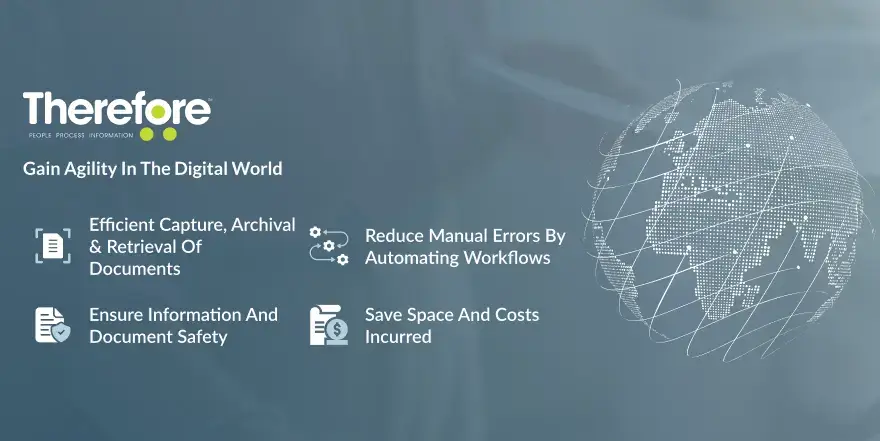 Therefore™
PEOPLE PROCESS INFORMATION
Gain Agility In The Digital World
Efficient Capture, Archival
& Retrieval Of
Documents
Reduce Manual Errors By
Automating Workflows
Ensure Information And
Document Safety
Save Space And Costs
Incurred